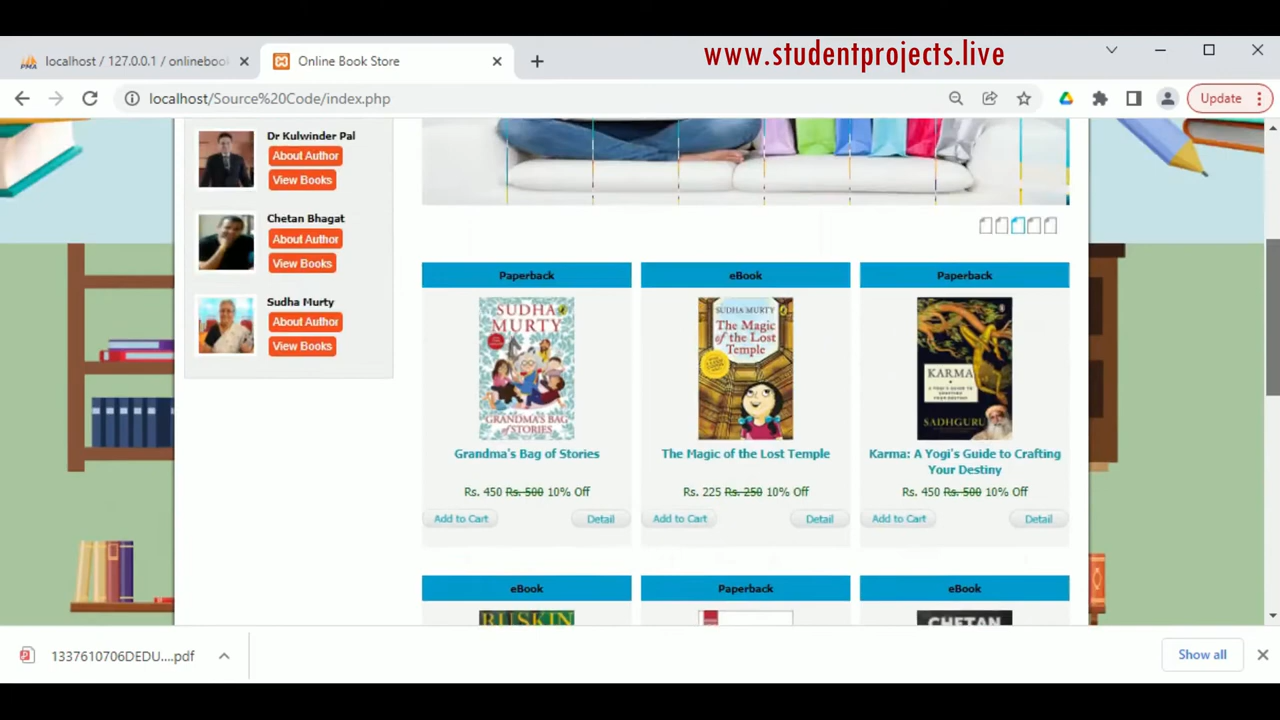 www.studentprojects.live
localhost / 127.0.0.1 / onlinebook
Online Book Store
localhost/Source%20Code/index.php
Update
Dr Kulwinder Pal
About Author
View Books
Chetan Bhagat
About Author
View Books
Sudha Murty
About Author
View Books
Paperback
eBook
Paperback
SUDHA MURTY
GRANDMA'S BAG OF STORIES
SUDHA MURTY
The Magic of the Lost Temple
KARMA
SADHGURU
Grandma's Bag of Stories
The Magic of the Lost Temple
Karma: A Yogi's Guide to Crafting
Your Destiny
Rs. 450 Rs. 500 10% Off
Rs. 225 Rs. 250 10% Off
Rs. 450 Rs. 500 10% Off
Add to Cart
Detail
Add to Cart
Detail
Add to Cart
Detail
eBook
Paperback
eBook
RUSKIN
CHETAN
1337610706DEDU....pdf
Show all